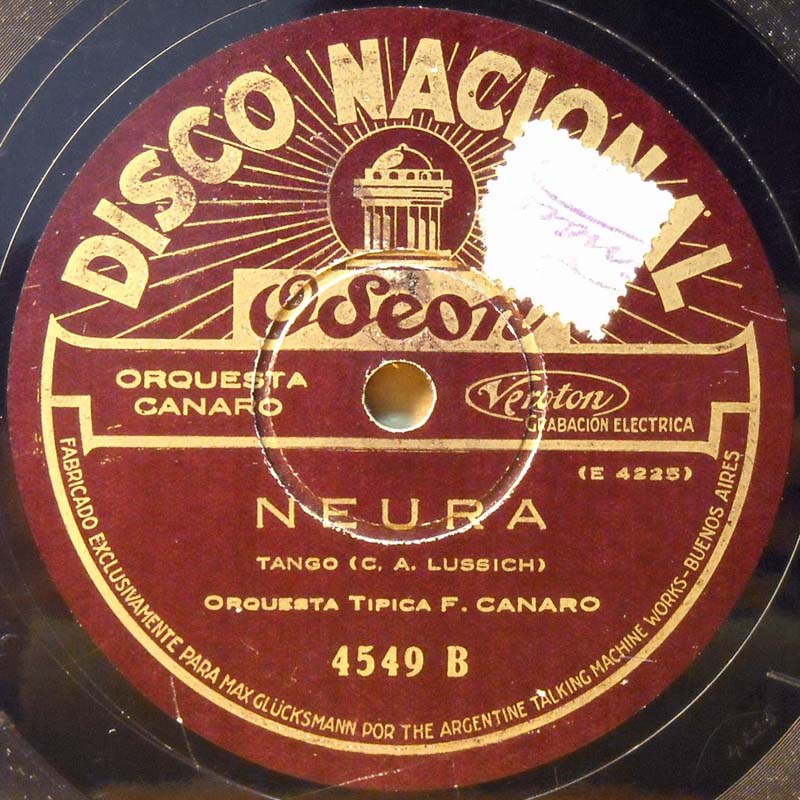 DISCO NACIONAL
Odeon
ORQUESTA
CANARO
Veroton
GRABACIÓN ELECTRICA
(E 4225)
NEURA
TANGO (C. A. LUSSICH)
ORQUESTA TIPICA F. CANARO
4549 B
FABRICADO EXCLUSIVAMENTE PARA MAX GLÜCKSMANN POR THE ARGENTINE TALKING MACHINE WORKS-BUENOS AIRES